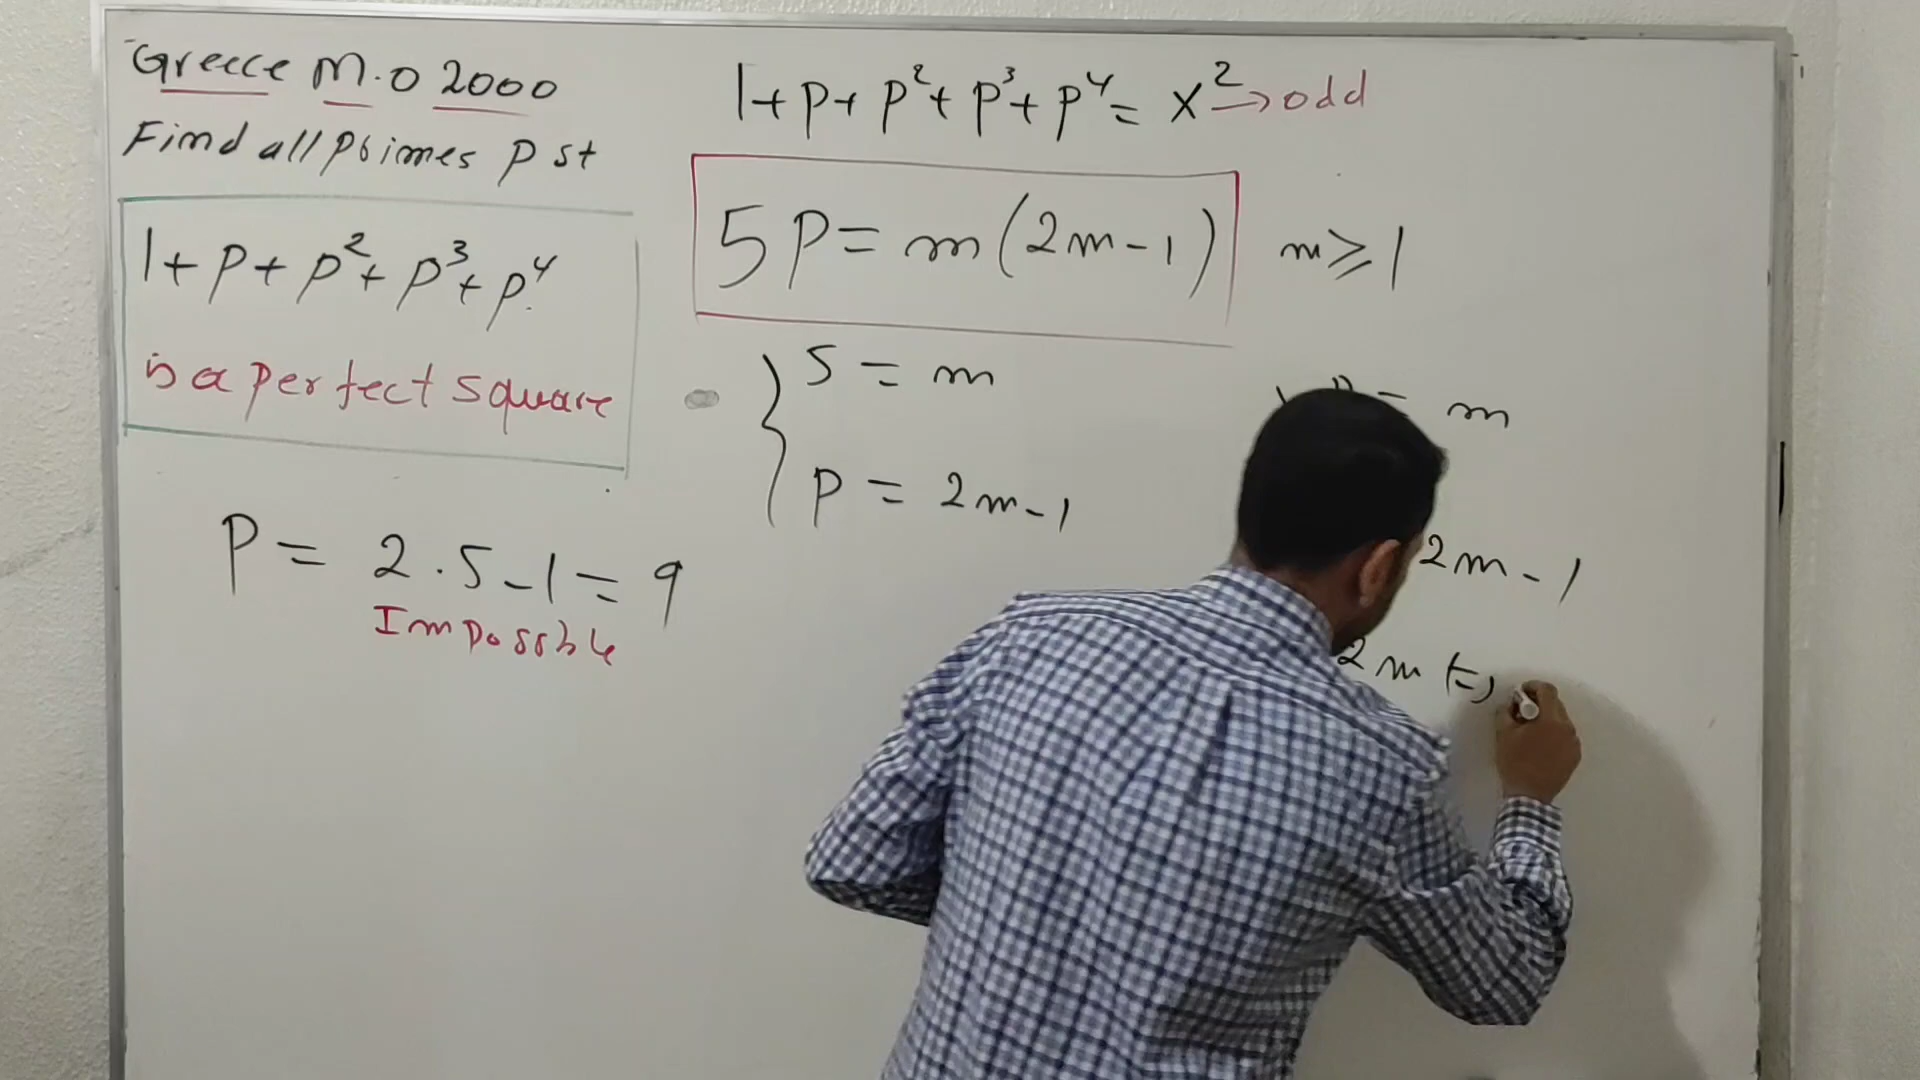 Greece M.O 2000
Find all primes P st
1+p+p²+p³+p⁴
is a perfect square
P = 2.5-1=9
Impossible
1+p+p²+p³+p⁴= x² → odd
5P= m(2m-1) m≥1
5 = m
p = 2m-1
= m
2m-1
2m